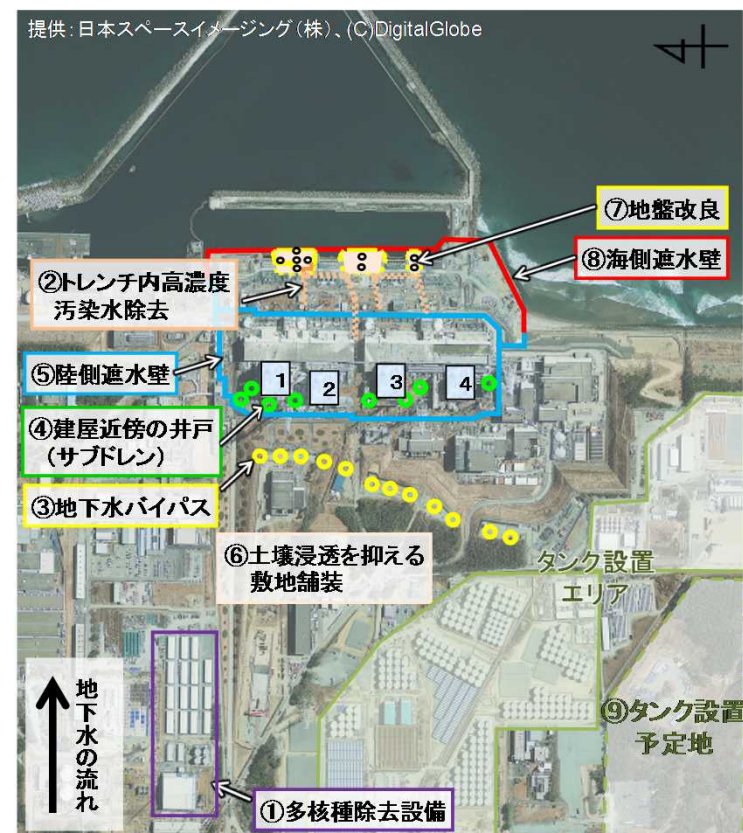 提供：日本スペースイメージング（株）、(C)DigitalGlobe
⑦地盤改良
⑧海側遮水壁
②トレンチ内高濃度
汚染水除去
⑤陸側遮水壁
1
2
3
4
④建屋近傍の井戸
（サブドレン）
③地下水バイパス
⑥土壌浸透を抑える
敷地舗装
タンク設置
エリア
⑨タンク設置
予定地
地下水の流れ
①多核種除去設備